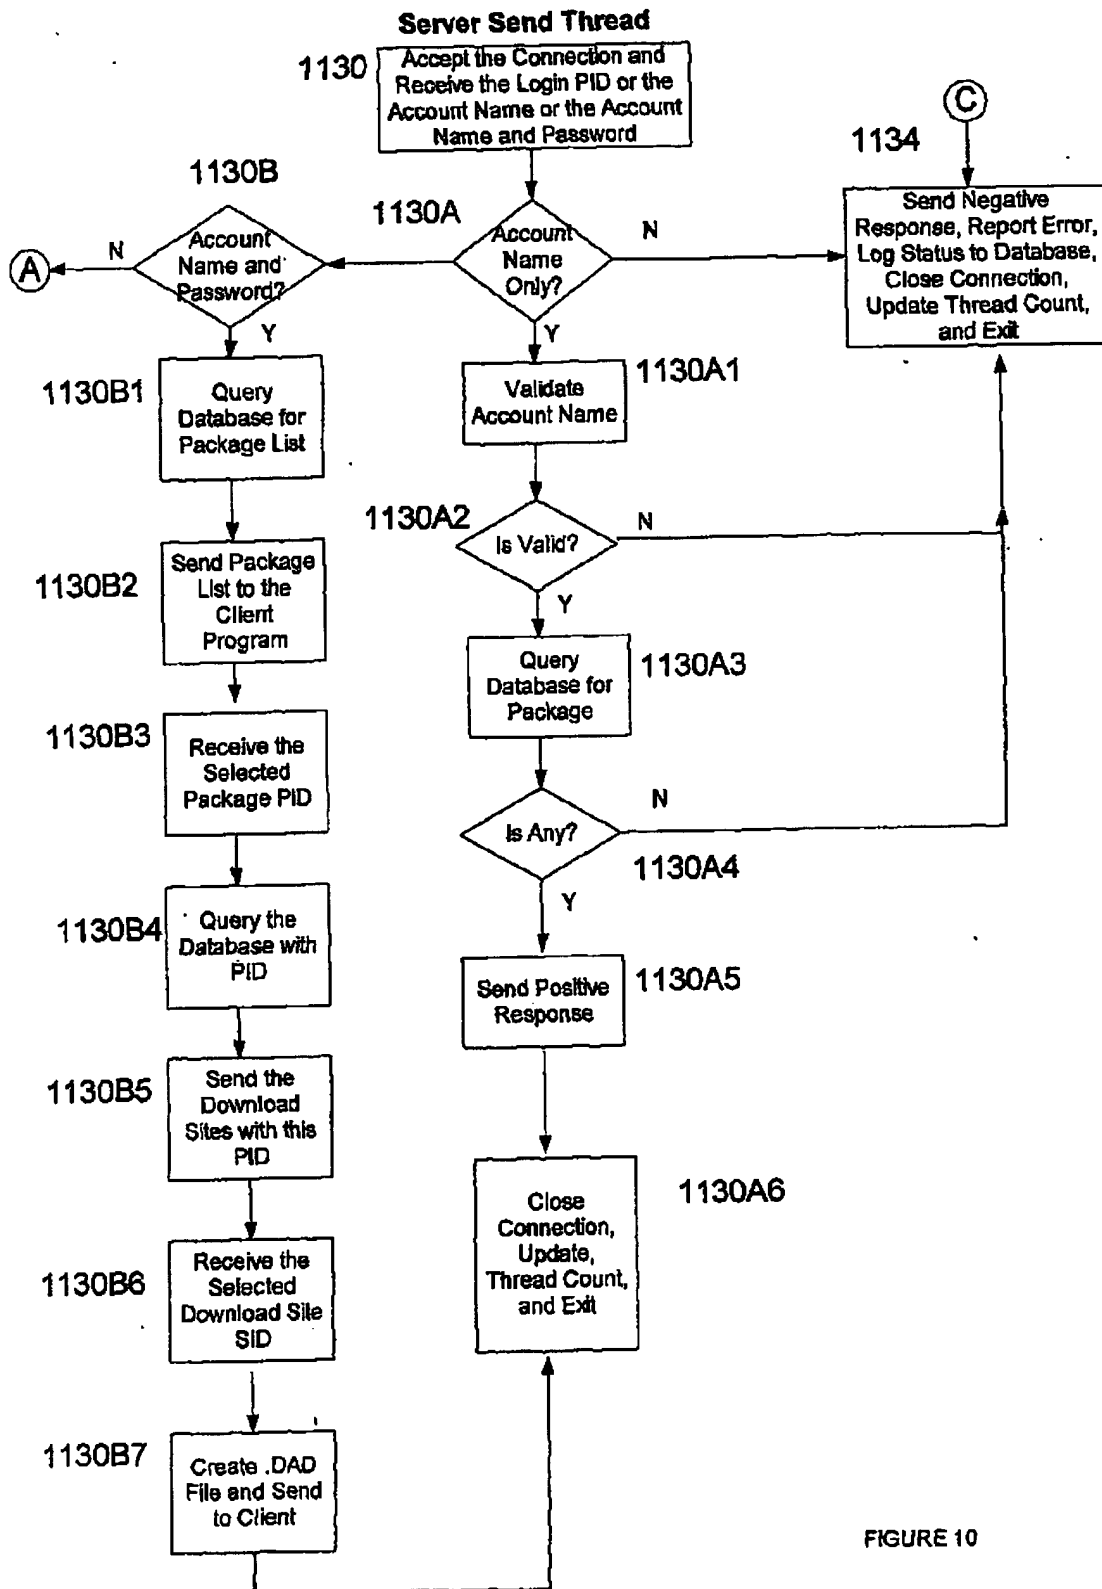 Server Send Thread
1130
Accept the Connection and
Receive the Login PID or the
Account Name or the Account
Name and Password
C
1134
Send Negative
Response, Report Error,
Log Status to Database,
Close Connection,
Update Thread Count,
and Exit
1130B
1130A
A
N
Account
Name and
Password?
Account
Name
Only?
N
Y
Y
1130B1
Query
Database for
Package List
1130A1
Validate
Account Name
1130A2
Is Valid?
N
Y
1130B2
Send Package
List to the
Client
Program
1130A3
Query
Database for
Package
1130B3
Receive the
Selected
Package PID
N
Is Any?
1130A4
Y
1130B4
Query the
Database with
PID
1130A5
Send Positive
Response
1130B5
Send the
Download
Sites with this
PID
1130A6
Close
Connection,
Update,
Thread Count,
and Exit
1130B6
Receive the
Selected
Download Site
SID
1130B7
Create .DAD
File and Send
to Client
FIGURE 10